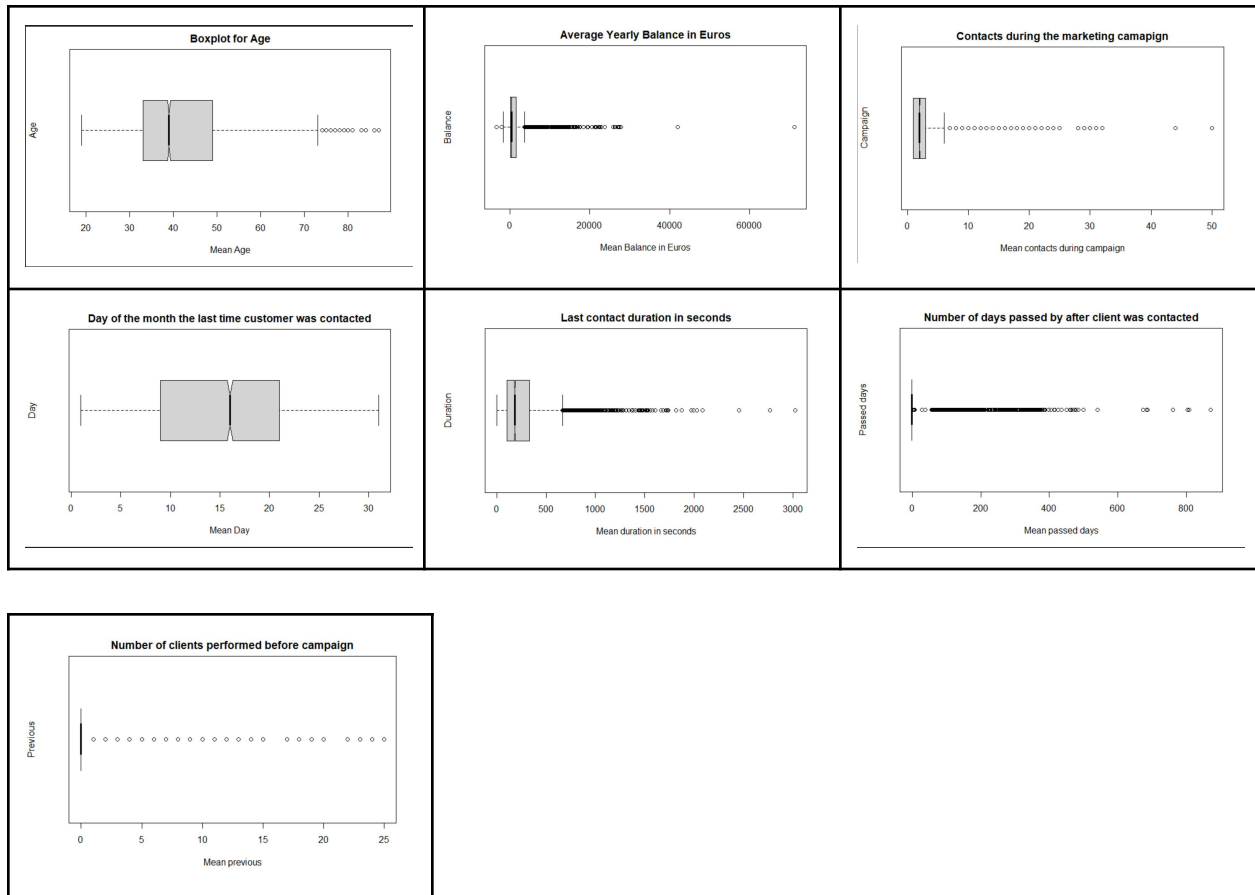 Boxplot for Age
Age
20 30 40 50 60 70 80
Mean Age
Average Yearly Balance in Euros
Balance
0 20000 40000 60000
Mean Balance in Euros
Contacts during the marketing camapign
Campaign
0 10 20 30 40 50
Mean contacts during campaign
Day of the month the last time customer was contacted
Day
0 5 10 15 20 25 30
Mean Day
Last contact duration in seconds
Duration
0 500 1000 1500 2000 2500 3000
Mean duration in seconds
Number of days passed by after client was contacted
Passed days
0 200 400 600 800
Mean passed days
Number of clients performed before campaign
Previous
0 5 10 15 20 25
Mean previous